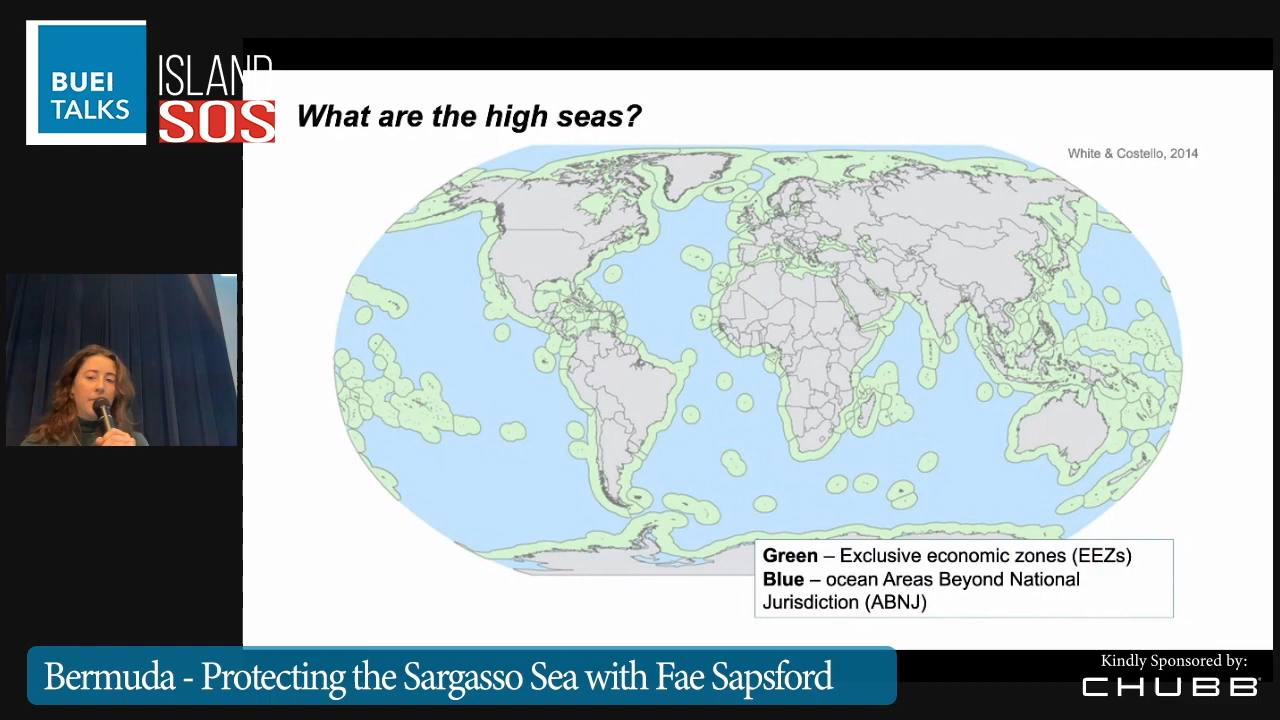 BUEI
TALKS
ISLAND
SOS
What are the high seas?
White & Costello, 2014
Green – Exclusive economic zones (EEZs)
Blue – ocean Areas Beyond National
Jurisdiction (ABNJ)
Bermuda - Protecting the Sargasso Sea with Fae Sapsford
Kindly Sponsored by:
CHUBB